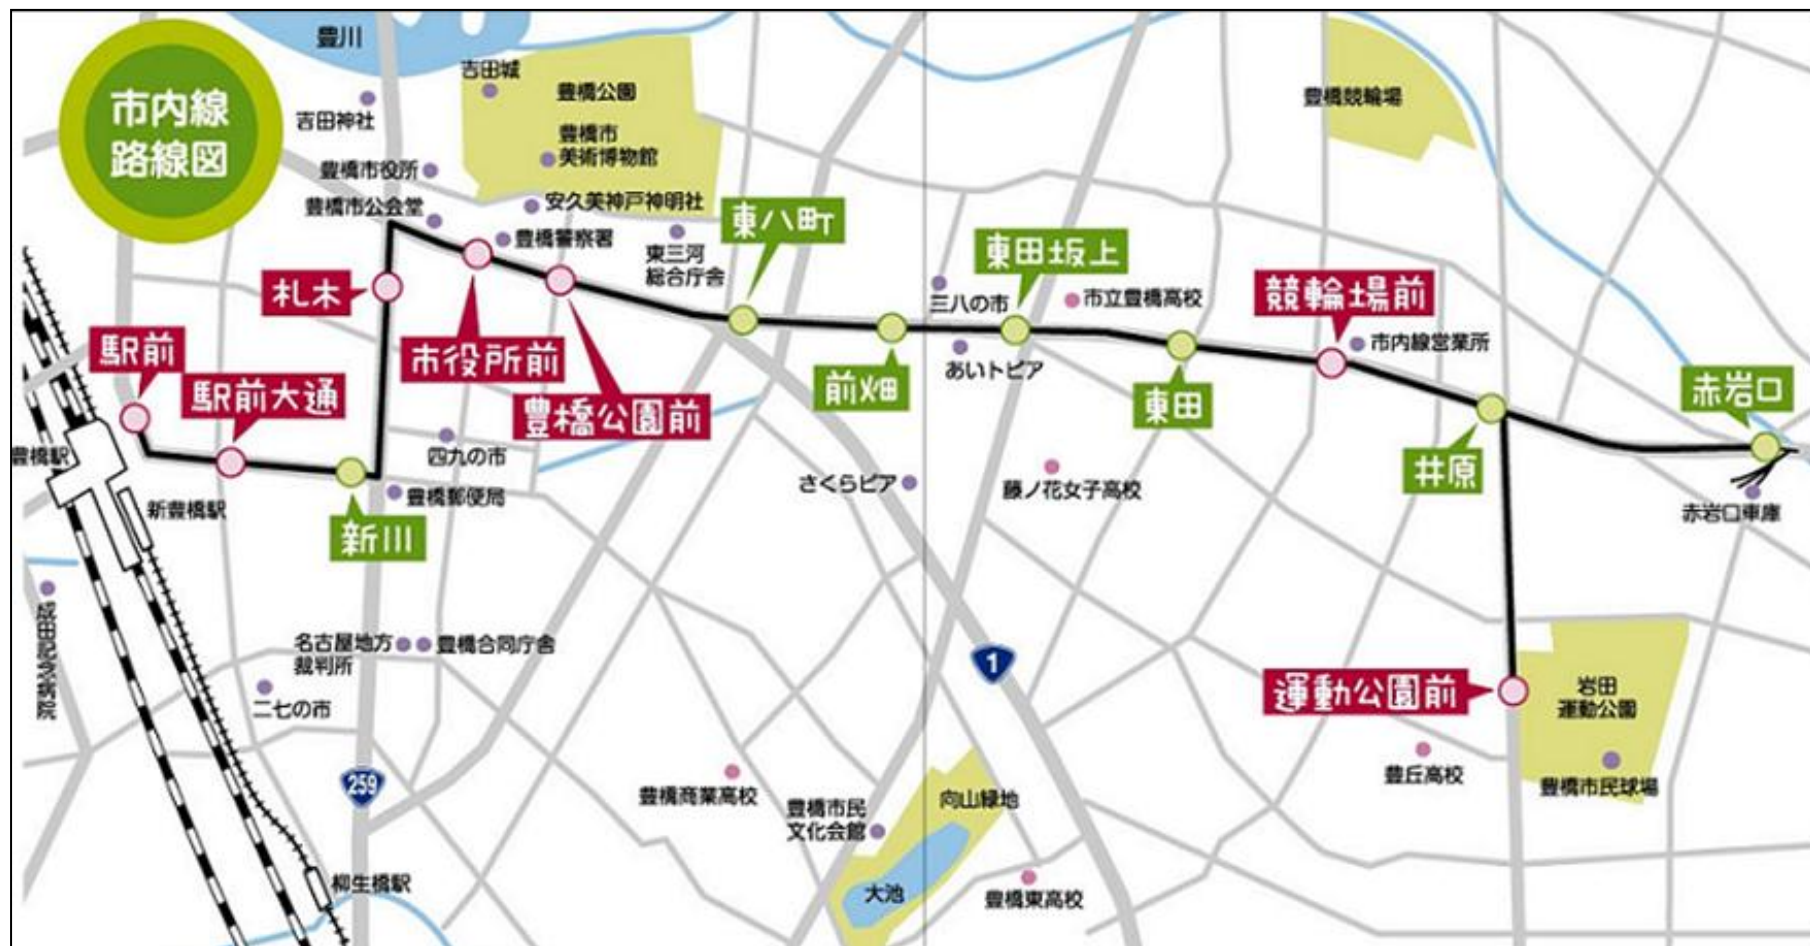 市内線
路線図
豊川
吉田城
吉田神社
豊橋公園
豊橋市
美術博物館
豊橋市役所
安久美神戸神明社
豊橋市公会堂
豊橋警察署
東三河
総合庁舎
東八町
東田坂上
三八の市
市立豊橋高校
豊橋競輪場
競輪場前
市内線営業所
札木
駅前
駅前大通
市役所前
豊橋公園前
前畑
あいトピア
東田
赤岩口
井原
赤岩口車庫
豊橋駅
新豊橋駅
新川
四九の市
豊橋郵便局
さくらピア
藤ノ花女子高校
成田記念病院
名古屋地方
裁判所
豊橋合同庁舎
二七の市
1
259
運動公園前
岩田
運動公園
豊丘高校
豊橋市民球場
豊橋商業高校
豊橋市民
文化会館
向山緑地
大池
豊橋東高校
柳生橋駅